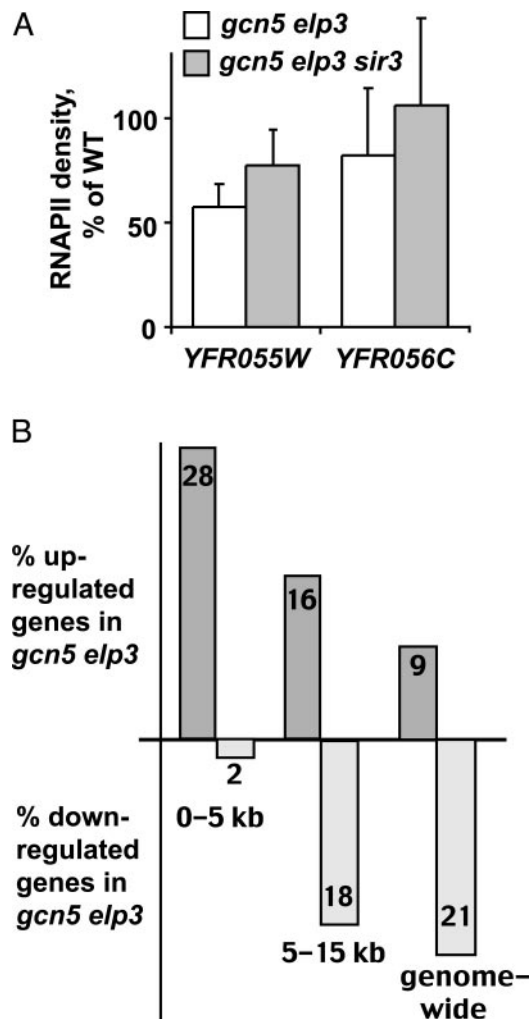 A
gcn5 elp3
gcn5 elp3 sir3
RNAPII density,
% of WT
100
50
0
YFR055W
YFR056C
B
% up-
regulated
genes in
gcn5 elp3
28
16
9
2
0–5 kb
% down-
regulated
genes in
gcn5 elp3
18
5–15 kb
21
genome–
wide